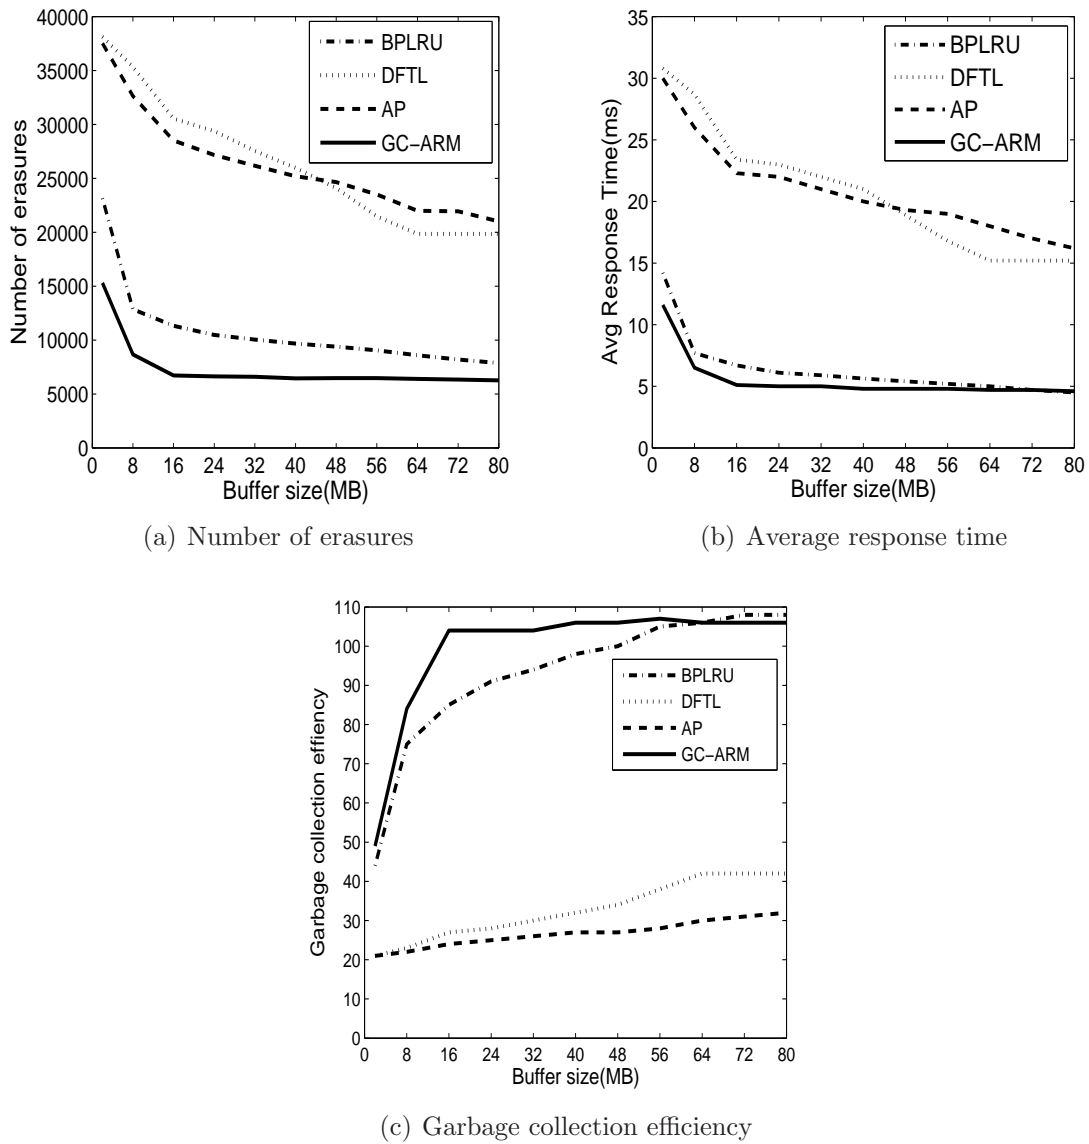 40000
35000
30000
25000
20000
15000
10000
5000
0
Number of erasures
BPLRU
DFTL
AP
GC-ARM
0 8 16 24 32 40 48 56 64 72 80
Buffer size(MB)
(a) Number of erasures
35
30
25
20
15
10
5
0
Avg Response Time(ms)
BPLRU
DFTL
AP
GC-ARM
0 8 16 24 32 40 48 56 64 72 80
Buffer size(MB)
(b) Average response time
110
100
90
80
70
60
50
40
30
20
10
0
Garbage collection effiency
BPLRU
DFTL
AP
GC-ARM
0 8 16 24 32 40 48 56 64 72 80
Buffer size(MB)
(c) Garbage collection efficiency